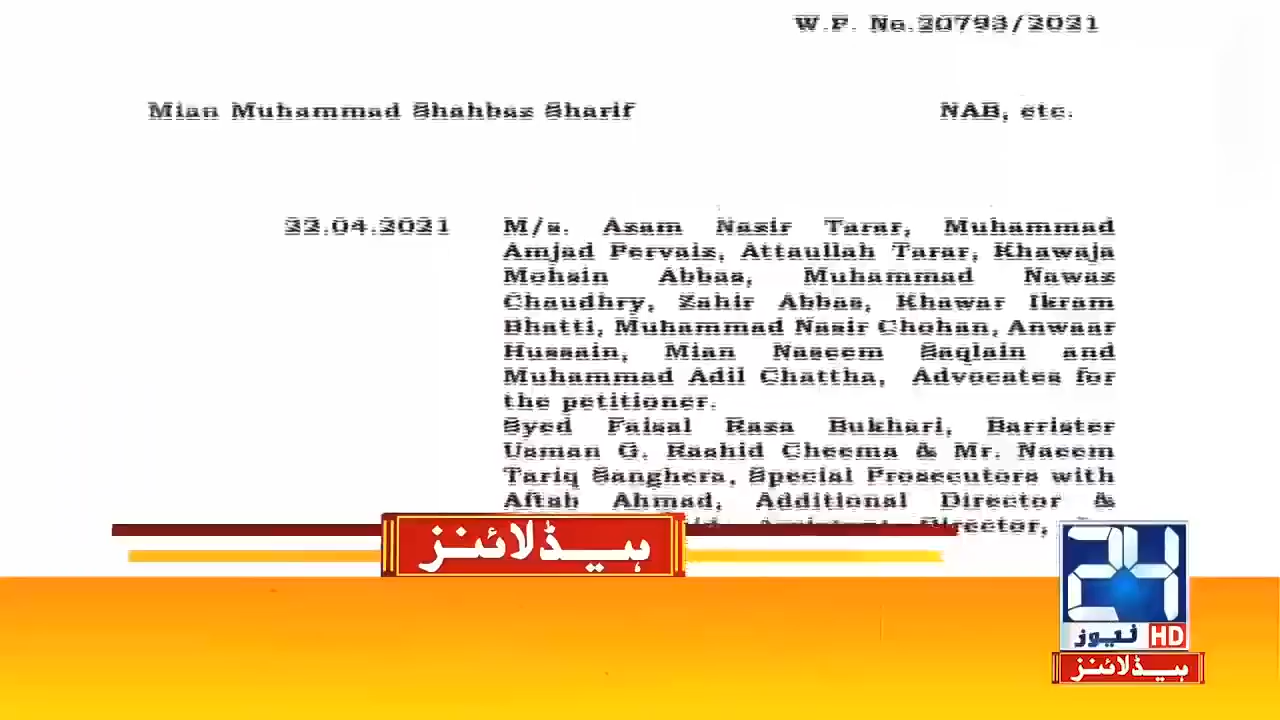 W.P. No.20793/2021
Mian Muhammad Shahbaz Sharif NAB, etc.
22.04.2021 M/s. Azam Nazir Tarar, Muhammad
Amjad Pervaiz, Attaullah Tarar, Khawaja
Mohsin Abbas, Muhammad Nawaz
Chaudhry, Zahir Abbas, Khawar Ikram
Bhatti, Muhammad Nasir Chohan, Anwaar
Hussain, Mian Naseem Saqlain and
Muhammad Adil Chattha, Advocates for
the petitioner.
Syed Faisal Raza Bukhari, Barrister
Usman G. Rashid Cheema & Mr. Naeem
Tariq Sanghera, Special Prosecutors with
Aftab Ahmad, Additional Director &
Assistant Director,
ہیڈلائنز
24
نیوز HD
ہیڈلائنز